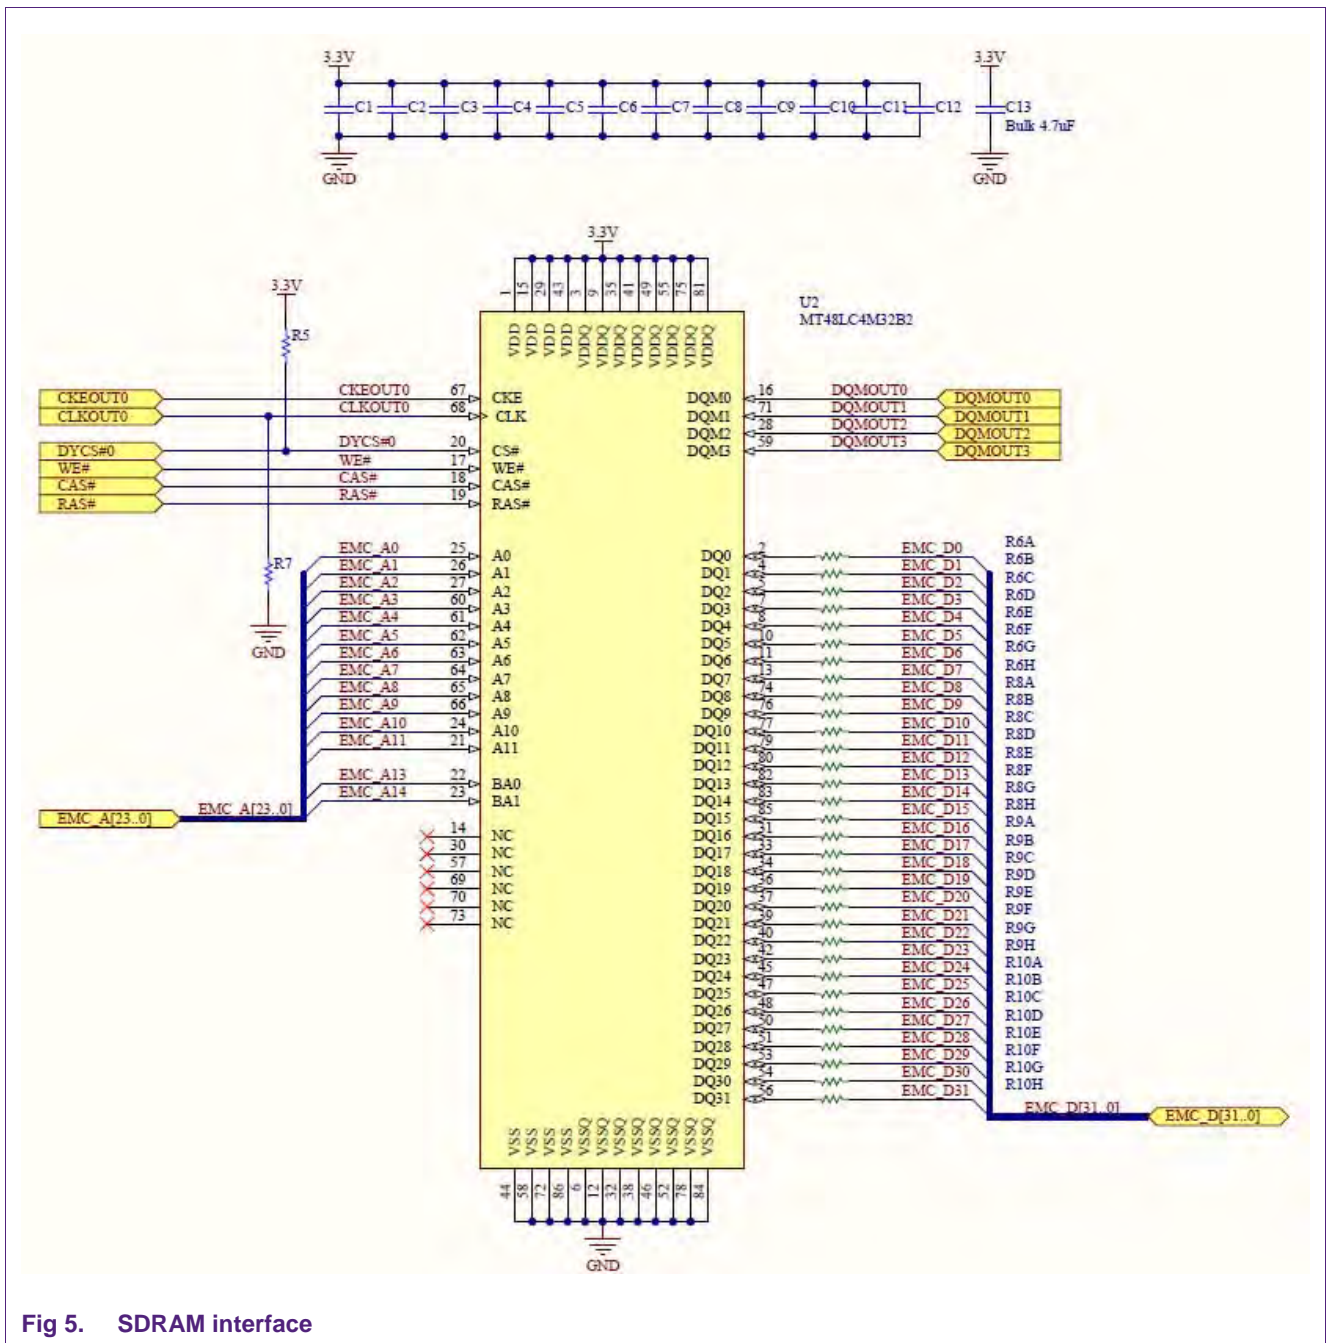 3.3V 3.3V
C1 C2 C3 C4 C5 C6 C7 C8 C9 C10 C11 C12 C13
Bulk 4.7uF
GND GND
3.3V
1 15 29 43 3 9 35 41 49 55 75 81
VDD VDD VDD VDD VDDQ VDDQ VDDQ VDDQ VDDQ VDDQ VDDQ VDDQ
U2
MT48LC4M32B2
3.3V
R5
CKEOUT0 CKEOUT0 67 CKE DQM0 16 DQMOUT0 DQMOUT0
CLKOUT0 CLKOUT0 68 CLK DQM1 71 DQMOUT1 DQMOUT1
DQM2 28 DQMOUT2 DQMOUT2
DYCS#0 DYCS#0 20 CS# DQM3 59 DQMOUT3 DQMOUT3
WE# WE# 17 WE#
CAS# CAS# 18 CAS#
RAS# RAS# 19 RAS#
R7
GND
EMC_A0 25 A0 DQ0 2 EMC_D0 R6A
EMC_A1 26 A1 DQ1 4 EMC_D1 R6B
EMC_A2 27 A2 DQ2 EMC_D2 R6C
EMC_A3 60 A3 DQ3 7 EMC_D3 R6D
EMC_A4 61 A4 DQ4 8 EMC_D4 R6E
EMC_A5 62 A5 DQ5 10 EMC_D5 R6F
EMC_A6 63 A6 DQ6 11 EMC_D6 R6G
EMC_A7 64 A7 DQ7 13 EMC_D7 R6H
EMC_A8 65 A8 DQ8 74 EMC_D8 R8A
EMC_A9 66 A9 DQ9 76 EMC_D9 R8B
EMC_A10 24 A10 DQ10 77 EMC_D10 R8C
EMC_A11 21 A11 DQ11 79 EMC_D11 R8D
DQ12 80 EMC_D12 R8E
EMC_A13 22 BA0 DQ13 82 EMC_D13 R8F
EMC_A14 23 BA1 DQ14 83 EMC_D14 R8G
EMC_A[23..0] EMC_A[23..0] DQ15 85 EMC_D15 R8H
14 NC DQ16 31 EMC_D16 R9A
30 NC DQ17 33 EMC_D17 R9B
57 NC DQ18 34 EMC_D18 R9C
69 NC DQ19 36 EMC_D19 R9D
70 NC DQ20 37 EMC_D20 R9E
73 NC DQ21 39 EMC_D21 R9F
DQ22 40 EMC_D22 R9G
DQ23 42 EMC_D23 R9H
DQ24 45 EMC_D24 R10A
DQ25 47 EMC_D25 R10B
DQ26 48 EMC_D26 R10C
DQ27 50 EMC_D27 R10D
DQ28 51 EMC_D28 R10E
DQ29 53 EMC_D29 R10F
DQ30 54 EMC_D30 R10G
DQ31 56 EMC_D31 R10H
EMC_D[31..0] EMC_D[31..0]
VSS VSS VSS VSS VSSQ VSSQ VSSQ VSSQ VSSQ VSSQ VSSQ VSSQ
44 58 72 86 6 12 32 38 46 52 78 84
GND
Fig 5. SDRAM interface